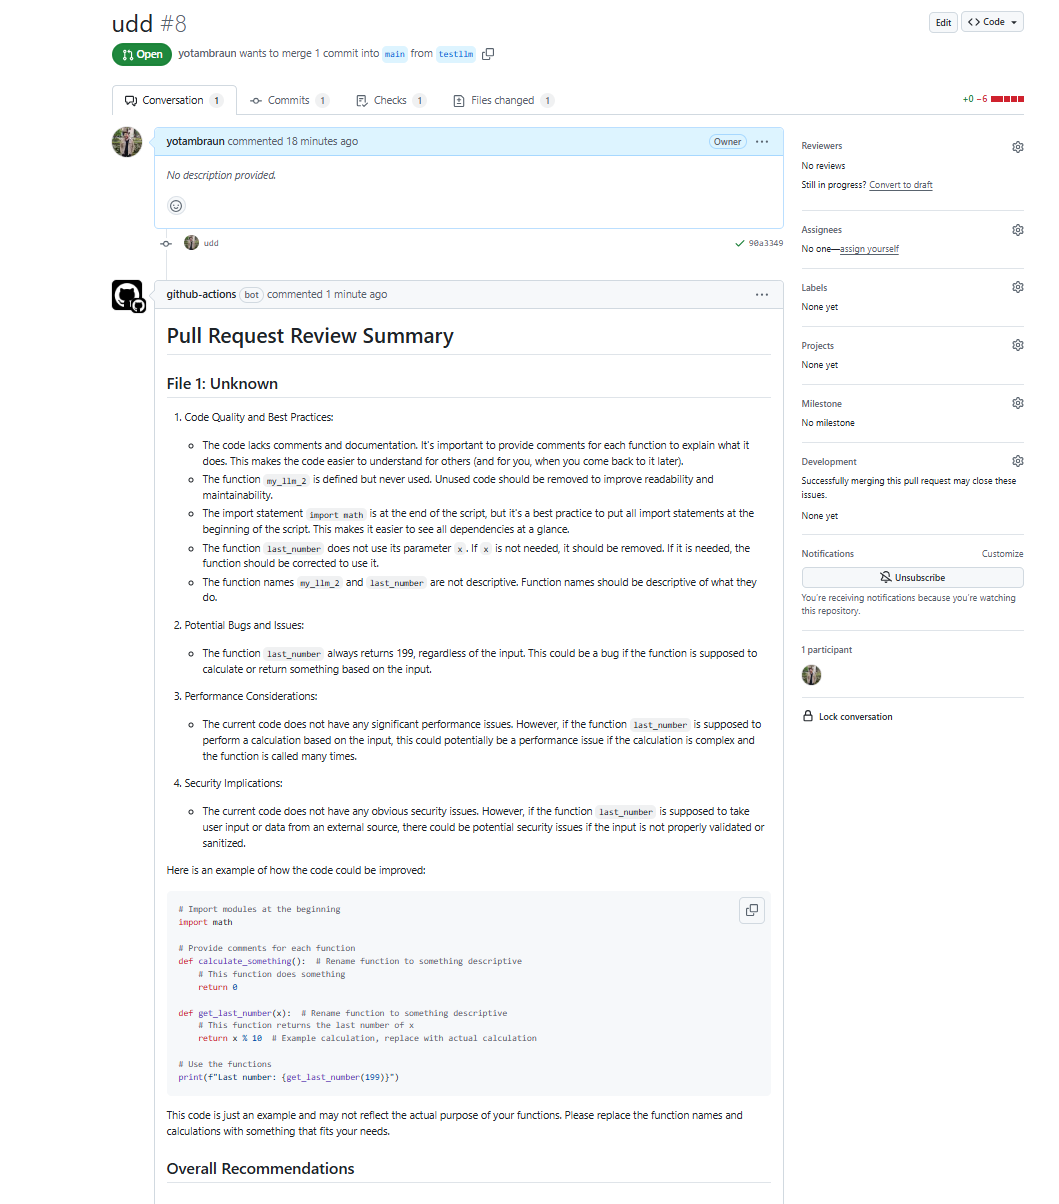 udd #8
Edit
Code
Open
yotambraun wants to merge 1 commit into main from testllm
Conversation 1
Commits 1
Checks 1
Files changed 1
+0 −6
yotambraun commented 18 minutes ago
Owner
No description provided.
udd
90a3349
github-actions bot commented 1 minute ago
Pull Request Review Summary
File 1: Unknown
1. Code Quality and Best Practices:
The code lacks comments and documentation. It's important to provide comments for each function to explain what it
does. This makes the code easier to understand for others (and for you, when you come back to it later).
The function my_llm_2 is defined but never used. Unused code should be removed to improve readability and
maintainability.
The import statement import math is at the end of the script, but it's a best practice to put all import statements at the
beginning of the script. This makes it easier to see all dependencies at a glance.
The function last_number does not use its parameter x. If x is not needed, it should be removed. If it is needed, the
function should be corrected to use it.
The function names my_llm_2 and last_number are not descriptive. Function names should be descriptive of what they
do.
2. Potential Bugs and Issues:
The function last_number always returns 199, regardless of the input. This could be a bug if the function is supposed to
calculate or return something based on the input.
3. Performance Considerations:
The current code does not have any significant performance issues. However, if the function last_number is supposed to
perform a calculation based on the input, this could potentially be a performance issue if the calculation is complex and
the function is called many times.
4. Security Implications:
The current code does not have any obvious security issues. However, if the function last_number is supposed to take
user input or data from an external source, there could be potential security issues if the input is not properly validated or
sanitized.
Here is an example of how the code could be improved:
# Import modules at the beginning
import math
# Provide comments for each function
def calculate_something():  # Rename function to something descriptive
    # This function does something
    return 0
def get_last_number(x):  # Rename function to something descriptive
    # This function returns the last number of x
    return x % 10  # Example calculation, replace with actual calculation
# Use the functions
print(f"Last number: {get_last_number(199)}")
This code is just an example and may not reflect the actual purpose of your functions. Please replace the function names and
calculations with something that fits your needs.
Overall Recommendations
Reviewers
No reviews
Still in progress? Convert to draft
Assignees
No one—assign yourself
Labels
None yet
Projects
None yet
Milestone
No milestone
Development
Successfully merging this pull request may close these
issues.
None yet
Notifications
Customize
Unsubscribe
You're receiving notifications because you're watching
this repository.
1 participant
Lock conversation